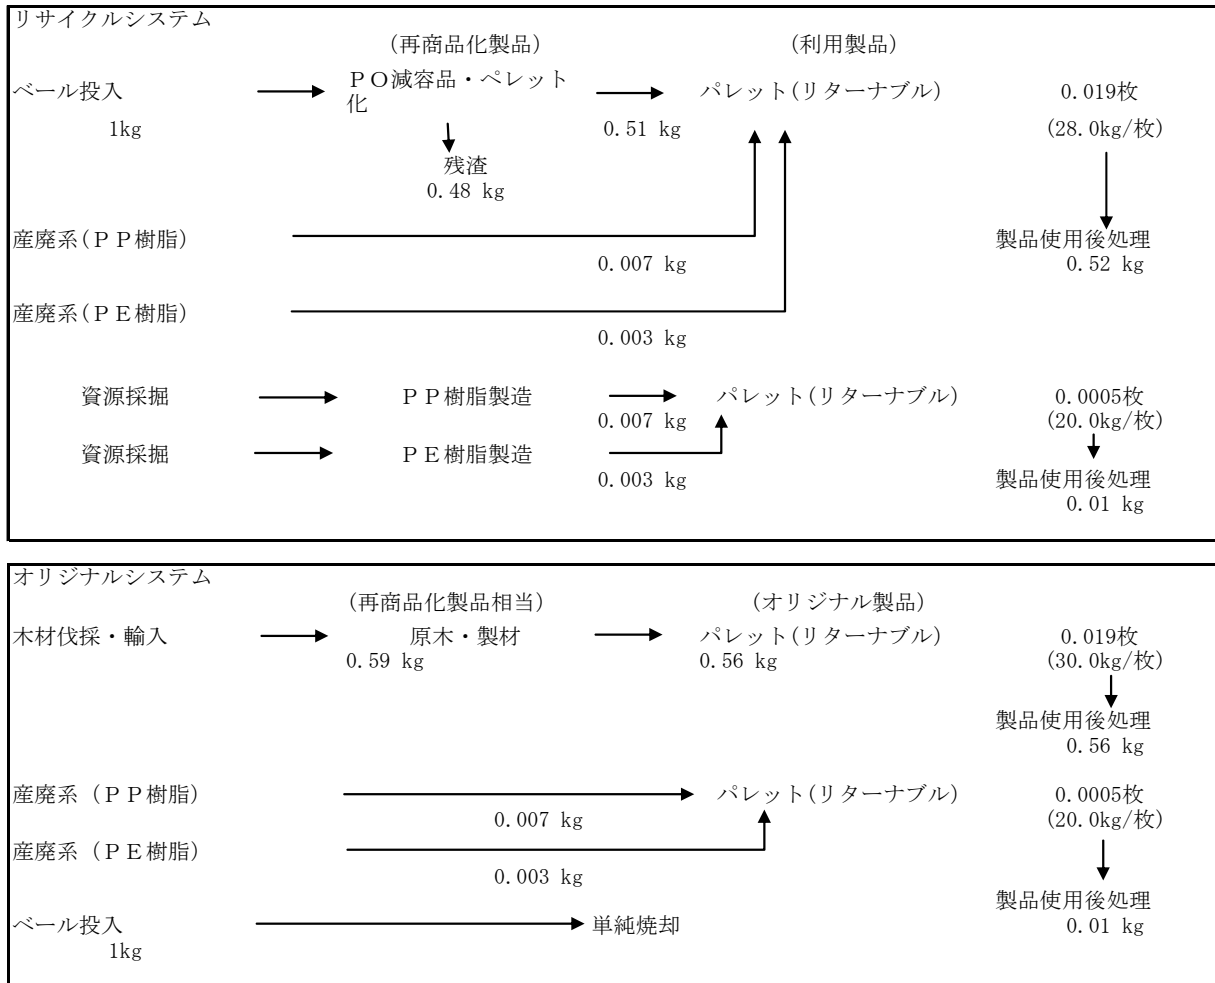 リサイクルシステム
(再商品化製品) (利用製品)
ベール投入 ＰＯ減容品・ペレット化 パレット(リターナブル) 0.019枚
1kg 0.51 kg (28.0kg/枚)
残渣
0.48 kg
産廃系(ＰＰ樹脂) 製品使用後処理
0.007 kg 0.52 kg
産廃系(ＰＥ樹脂)
0.003 kg
資源採掘 ＰＰ樹脂製造 パレット(リターナブル) 0.0005枚
0.007 kg (20.0kg/枚)
資源採掘 ＰＥ樹脂製造
0.003 kg 製品使用後処理
0.01 kg
オリジナルシステム
(再商品化製品相当) (オリジナル製品)
木材伐採・輸入 原木・製材 パレット(リターナブル) 0.019枚
0.59 kg 0.56 kg (30.0kg/枚)
製品使用後処理
0.56 kg
産廃系（ＰＰ樹脂) パレット(リターナブル) 0.0005枚
0.007 kg (20.0kg/枚)
産廃系（ＰＥ樹脂)
0.003 kg
製品使用後処理
ベール投入 単純焼却 0.01 kg
1kg